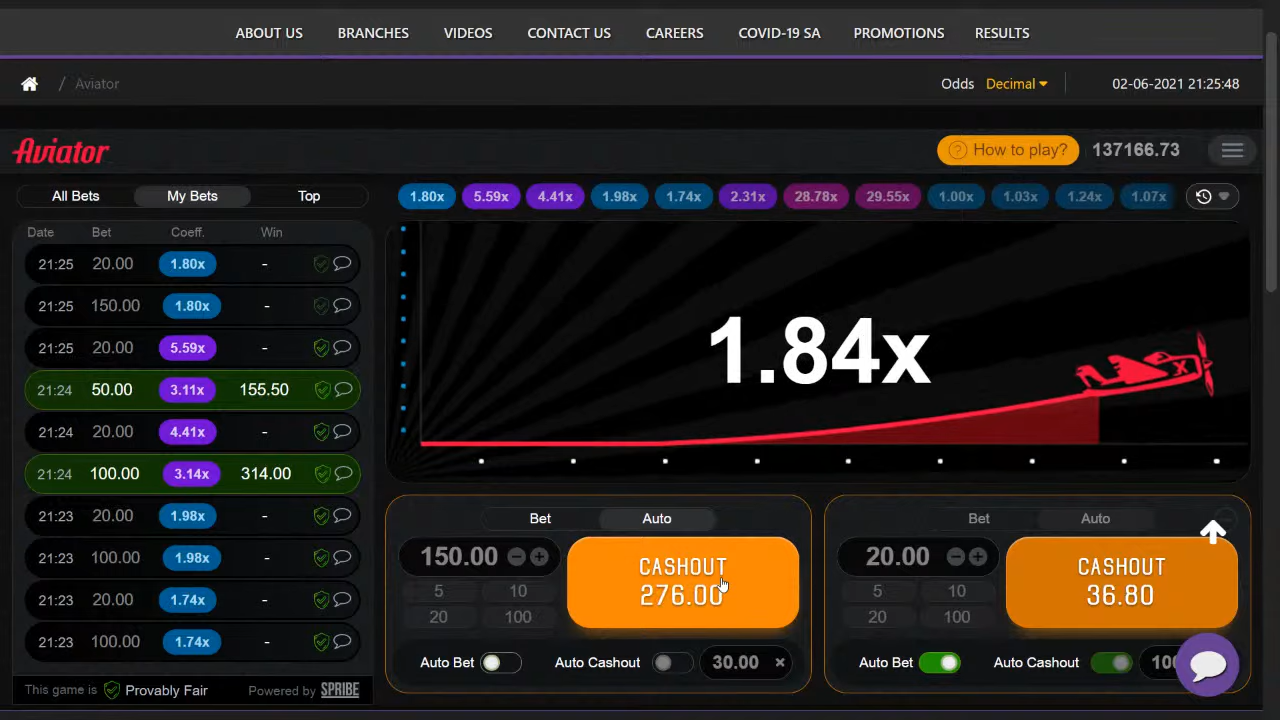 ABOUT US BRANCHES VIDEOS CONTACT US CAREERS COVID-19 SA PROMOTIONS RESULTS
/ Aviator Odds Decimal 02-06-2021 21:25:48
Aviator ? How to play? 137166.73
All Bets My Bets Top 1.80x 5.59x 4.41x 1.98x 1.74x 2.31x 28.78x 29.55x 1.00x 1.03x 1.24x 1.07x
Date Bet Coeff. Win
21:25 20.00 1.80x -
21:25 150.00 1.80x -
21:25 20.00 5.59x -
21:24 50.00 3.11x 155.50
21:24 20.00 4.41x -
21:24 100.00 3.14x 314.00
21:23 20.00 1.98x -
21:23 100.00 1.98x -
21:23 20.00 1.74x -
21:23 100.00 1.74x -
This game is Provably Fair Powered by SPRIBE
1.84x
X
Bet Auto
150.00 - +
5 10
20 100
CASHOUT
276.00
Auto Bet Auto Cashout 30.00 ×
Bet Auto
20.00 - +
5 10
20 100
CASHOUT
36.80
Auto Bet Auto Cashout